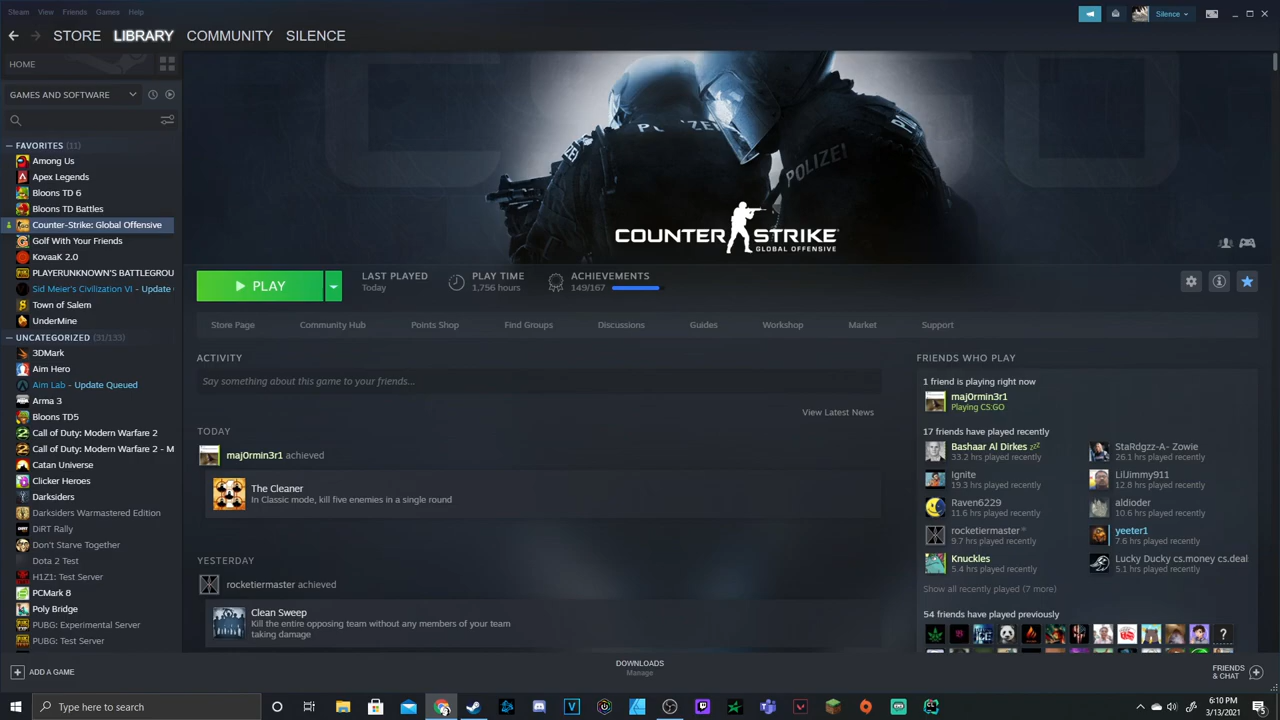 Steam View Friends Games Help
Silence
STORE LIBRARY COMMUNITY SILENCE
HOME
GAMES AND SOFTWARE
FAVORITES (11)
Among Us
Apex Legends
Bloons TD 6
Bloons TD Battles
Counter-Strike: Global Offensive
Golf With Your Friends
KovaaK 2.0
PLAYERUNKNOWN'S BATTLEGROU
Sid Meier's Civilization VI - Update
Town of Salem
UnderMine
UNCATEGORIZED (31/133)
3DMark
Aim Hero
Aim Lab - Update Queued
Arma 3
Bloons TD5
Call of Duty: Modern Warfare 2
Call of Duty: Modern Warfare 2 - M
Catan Universe
Clicker Heroes
Darksiders
Darksiders Warmastered Edition
DiRT Rally
Don't Starve Together
Dota 2 Test
H1Z1: Test Server
PCMark 8
Poly Bridge
PUBG: Experimental Server
PUBG: Test Server
POLIZEI
POLIZEI
COUNTER STRIKE
GLOBAL OFFENSIVE
PLAY
LAST PLAYED
Today
PLAY TIME
1,756 hours
ACHIEVEMENTS
149/167
Store Page Community Hub Points Shop Find Groups Discussions Guides Workshop Market Support
ACTIVITY
Say something about this game to your friends...
View Latest News
TODAY
maj0rmin3r1 achieved
The Cleaner
In Classic mode, kill five enemies in a single round
YESTERDAY
rocketiermaster achieved
Clean Sweep
Kill the entire opposing team without any members of your team
taking damage
FRIENDS WHO PLAY
1 friend is playing right now
maj0rmin3r1
Playing CS:GO
17 friends have played recently
Bashaar Al Dirkes zzz
33.2 hrs played recently
StaRdgzz-A- Zowie
26.1 hrs played recently
Ignite
19.3 hrs played recently
LilJimmy911
12.8 hrs played recently
Raven6229
11.6 hrs played recently
aldioder
10.6 hrs played recently
rocketiermaster
9.7 hrs played recently
yeeter1
7.6 hrs played recently
Knuckles
5.4 hrs played recently
Lucky Ducky cs.money cs.deal
5.1 hrs played recently
Show all recently played (7 more)
54 friends have played previously
ADD A GAME
DOWNLOADS
Manage
FRIENDS
& CHAT
Type here to search
6:10 PM
3/13/2021